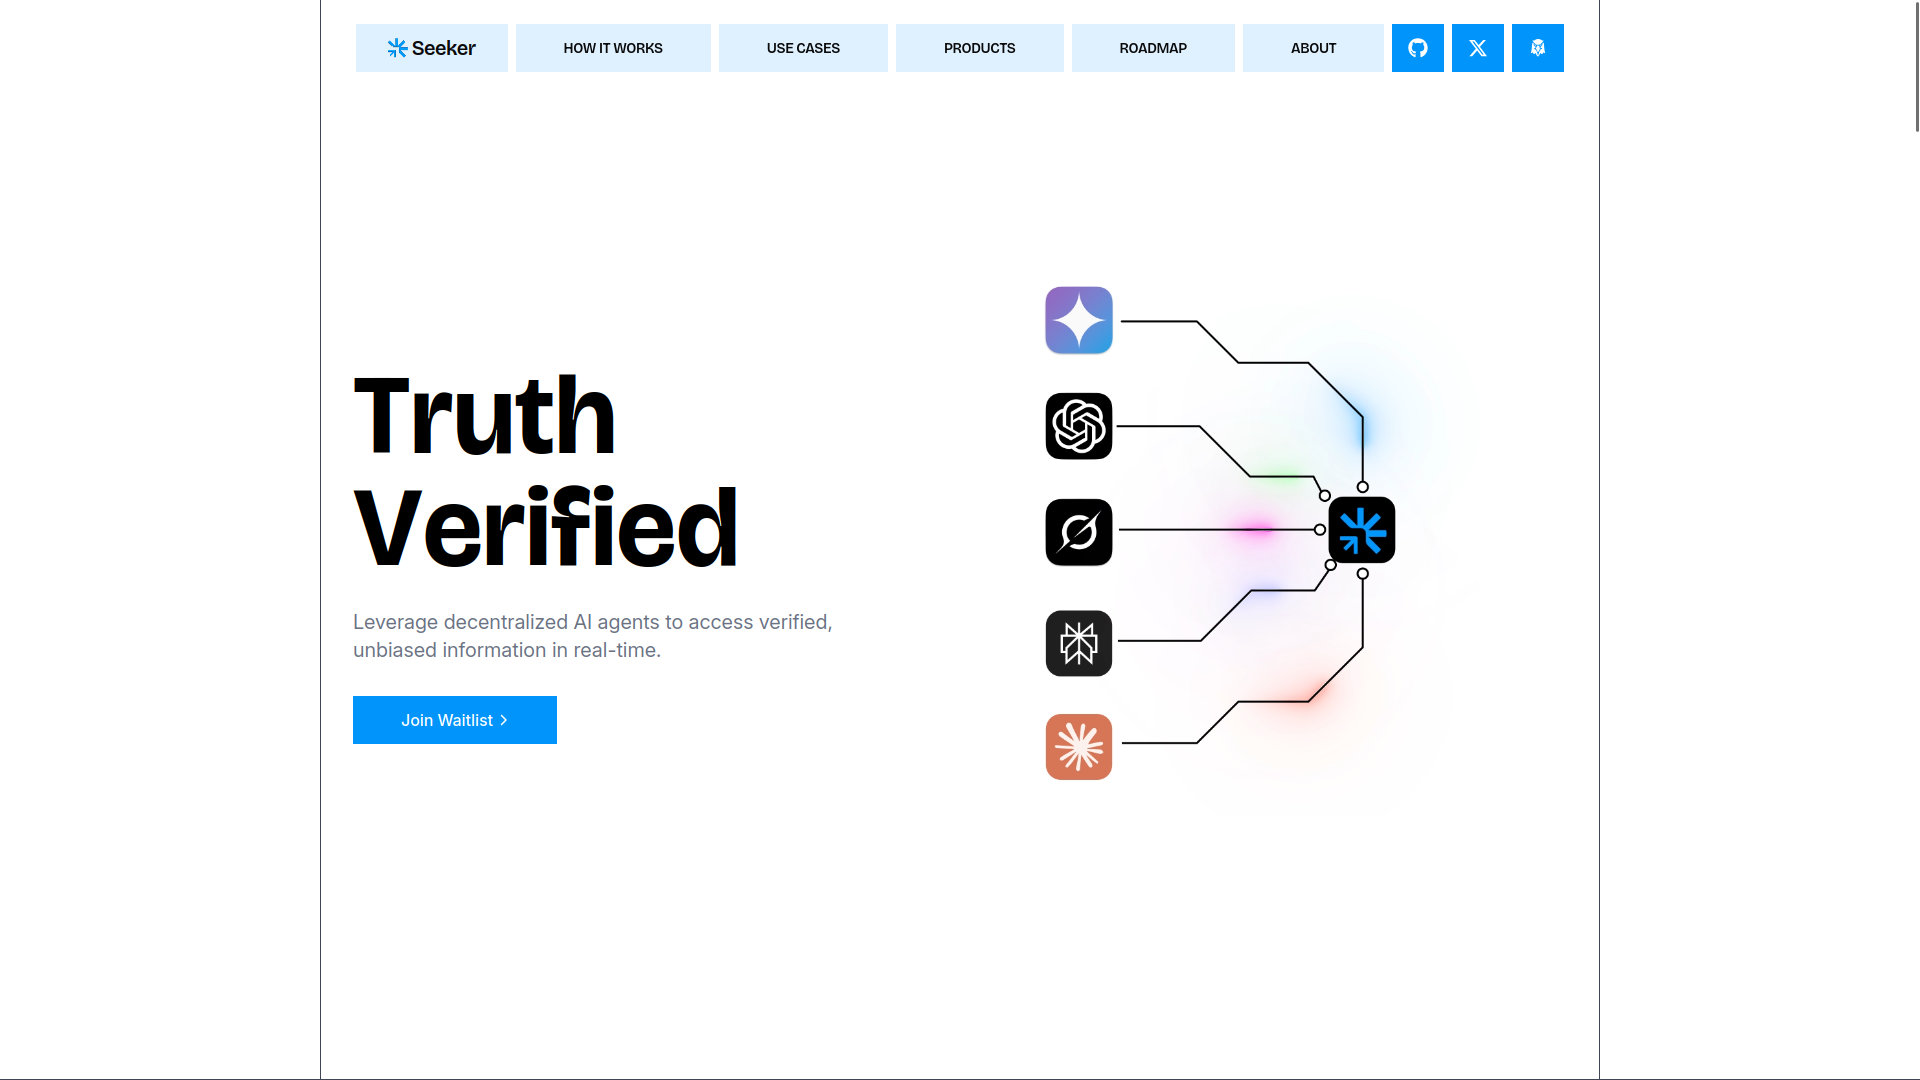 Seeker
HOW IT WORKS
USE CASES
PRODUCTS
ROADMAP
ABOUT
Truth
Verified
Leverage decentralized AI agents to access verified,
unbiased information in real-time.
Join Waitlist